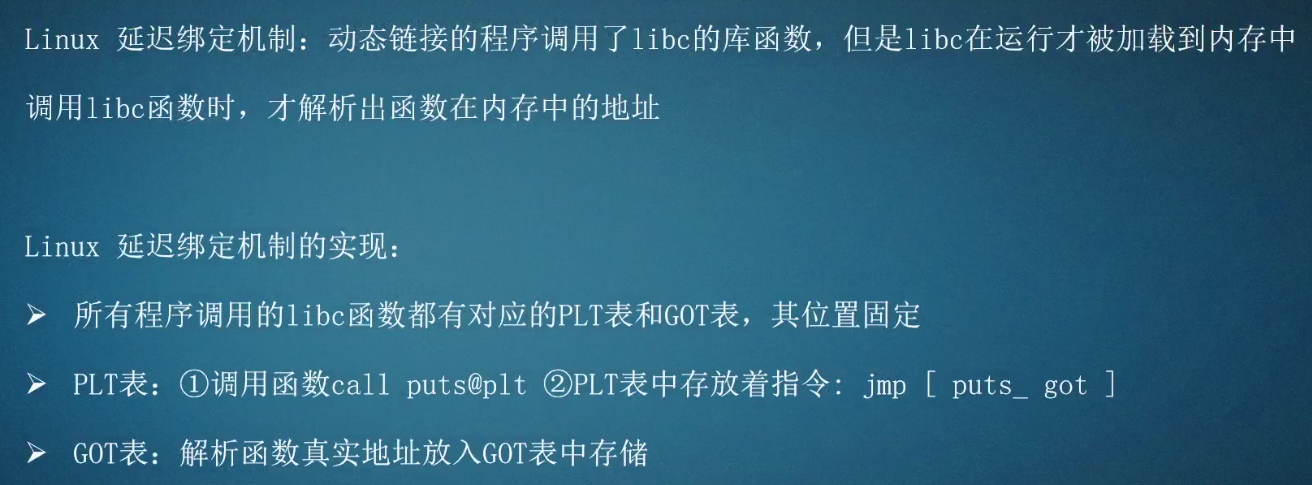 Linux 延迟绑定机制：动态链接的程序调用了libc的库函数，但是libc在运行才被加载到内存中
调用libc函数时，才解析出函数在内存中的地址
Linux 延迟绑定机制的实现：
➢ 所有程序调用的libc函数都有对应的PLT表和GOT表，其位置固定
➢ PLT表：①调用函数call puts@plt ②PLT表中存放着指令: jmp [ puts_ got ]
➢ GOT表：解析函数真实地址放入GOT表中存储